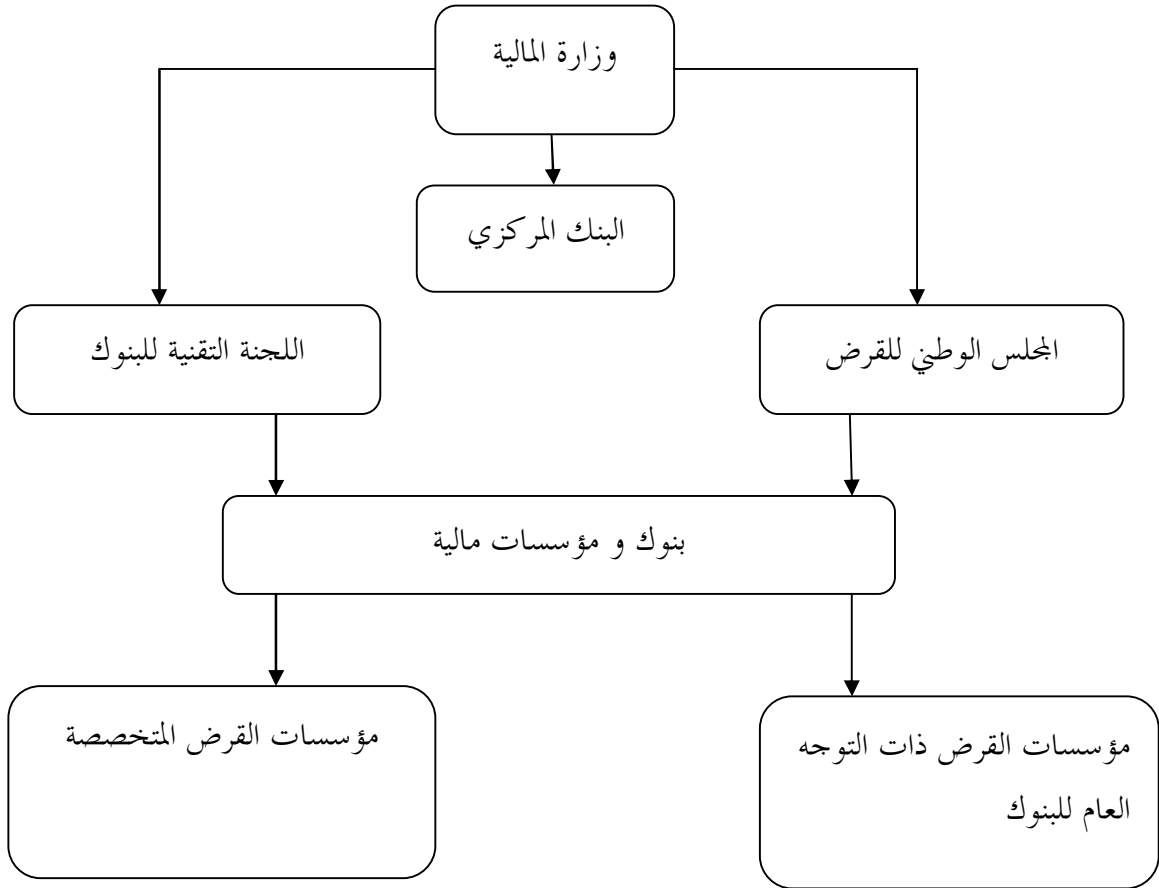 وزارة المالية
البنك المركزي
المجلس الوطني للقرض
اللجنة التقنية للبنوك
بنوك و مؤسسات مالية
مؤسسات القرض ذات التوجه
العام للبنوك
مؤسسات القرض المتخصصة